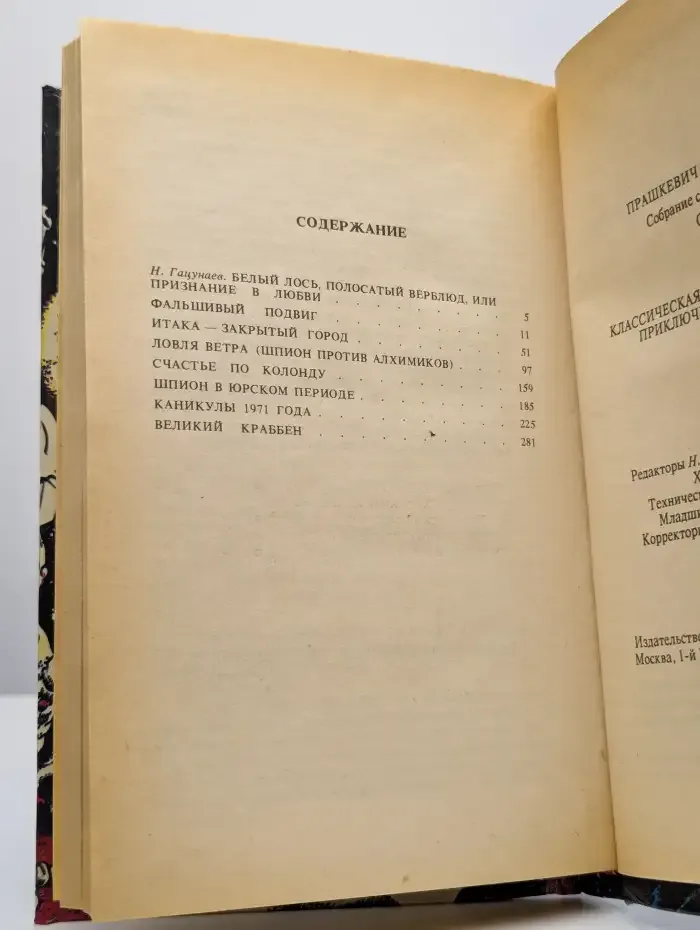 СОДЕРЖАНИЕ
Н. Гацунаев. БЕЛЫЙ ЛОСЬ, ПОЛОСАТЫЙ ВЕРБЛЮД, ИЛИ
ПРИЗНАНИЕ В ЛЮБВИ . . . . . . . . 5
ФАЛЬШИВЫЙ ПОДВИГ . . . . . . . . 11
ИТАКА — ЗАКРЫТЫЙ ГОРОД . . . . . . . 51
ЛОВЛЯ ВЕТРА (ШПИОН ПРОТИВ АЛХИМИКОВ) . . . 97
СЧАСТЬЕ ПО КОЛОНДУ . . . . . . . . 159
ШПИОН В ЮРСКОМ ПЕРИОДЕ . . . . . . . 185
КАНИКУЛЫ 1971 ГОДА . . . . . . . . 225
ВЕЛИКИЙ КРАББЕН . . . . . . . . 281
ПРАШКЕВИЧ
Собрание с
КЛАССИЧЕСКАЯ
ПРИКЛЮЧ
Редакторы Н.
Х
Техничес
Младши
Корректор
Издательство
Москва, 1-й